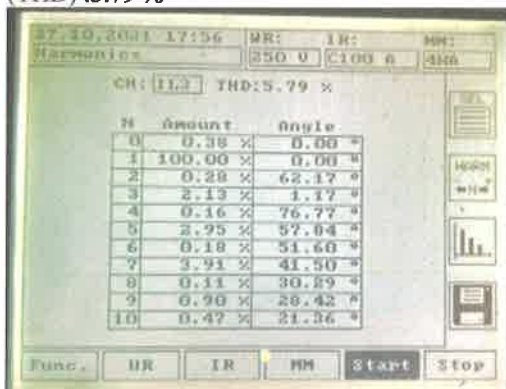 (THD) 5.79 %
27.10.2021 17:56 WR: IR: MM:
Harmonics 250 V C100 A 4HA
CH: THD:5.79 %
SEL
N Amount Angle
0 0.38 % 0.00 °
1 100.00 % 0.00 °
2 0.28 % 62.17 °
3 2.13 % 1.17 °
4 0.16 % 76.77 °
5 2.95 % 57.84 °
6 0.18 % 51.60 °
7 3.91 % 41.50 °
8 0.11 % 30.29 °
9 0.90 % 28.42 °
10 0.47 % 21.36 °
HARM
Func. UR IR MM Start Stop